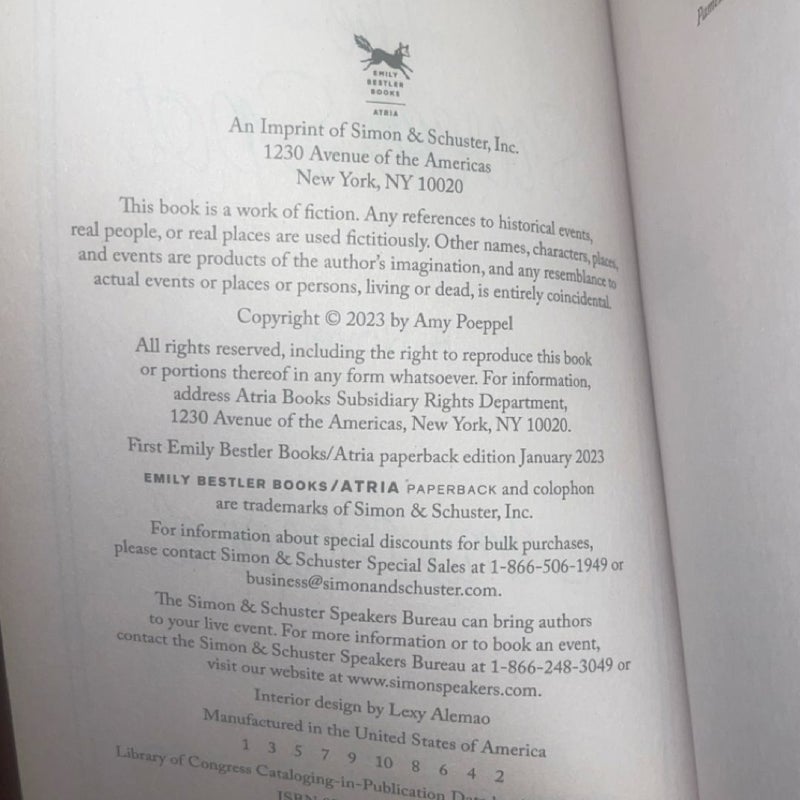 EMILY
BESTLER
BOOKS
ATRIA
An Imprint of Simon & Schuster, Inc.
1230 Avenue of the Americas
New York, NY 10020
This book is a work of fiction. Any references to historical events,
real people, or real places are used fictitiously. Other names, characters, places,
and events are products of the author's imagination, and any resemblance to
actual events or places or persons, living or dead, is entirely coincidental.
Copyright © 2023 by Amy Poeppel
All rights reserved, including the right to reproduce this book
or portions thereof in any form whatsoever. For information,
address Atria Books Subsidiary Rights Department,
1230 Avenue of the Americas, New York, NY 10020.
First Emily Bestler Books/Atria paperback edition January 2023
EMILY BESTLER BOOKS/ATRIA PAPERBACK and colophon
are trademarks of Simon & Schuster, Inc.
For information about special discounts for bulk purchases,
please contact Simon & Schuster Special Sales at 1-866-506-1949 or
business@simonandschuster.com.
The Simon & Schuster Speakers Bureau can bring authors
to your live event. For more information or to book an event,
contact the Simon & Schuster Speakers Bureau at 1-866-248-3049 or
visit our website at www.simonspeakers.com.
Interior design by Lexy Alemao
Manufactured in the United States of America
1 3 5 7 9 10 8 6 4 2
Library of Congress Cataloging-in-Publication
ISBN